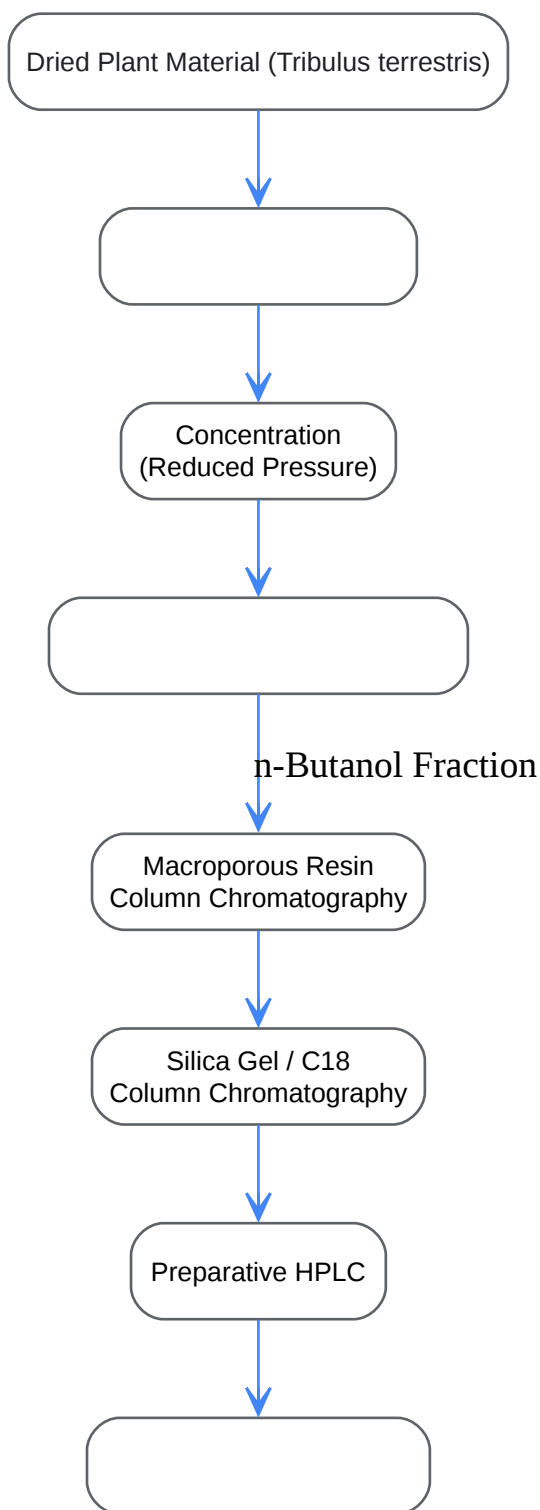 Dried Plant Material (Tribulus terrestris)
Concentration
(Reduced Pressure)
n-Butanol Fraction
Macroporous Resin
Column Chromatography
Silica Gel / C18
Column Chromatography
Preparative HPLC